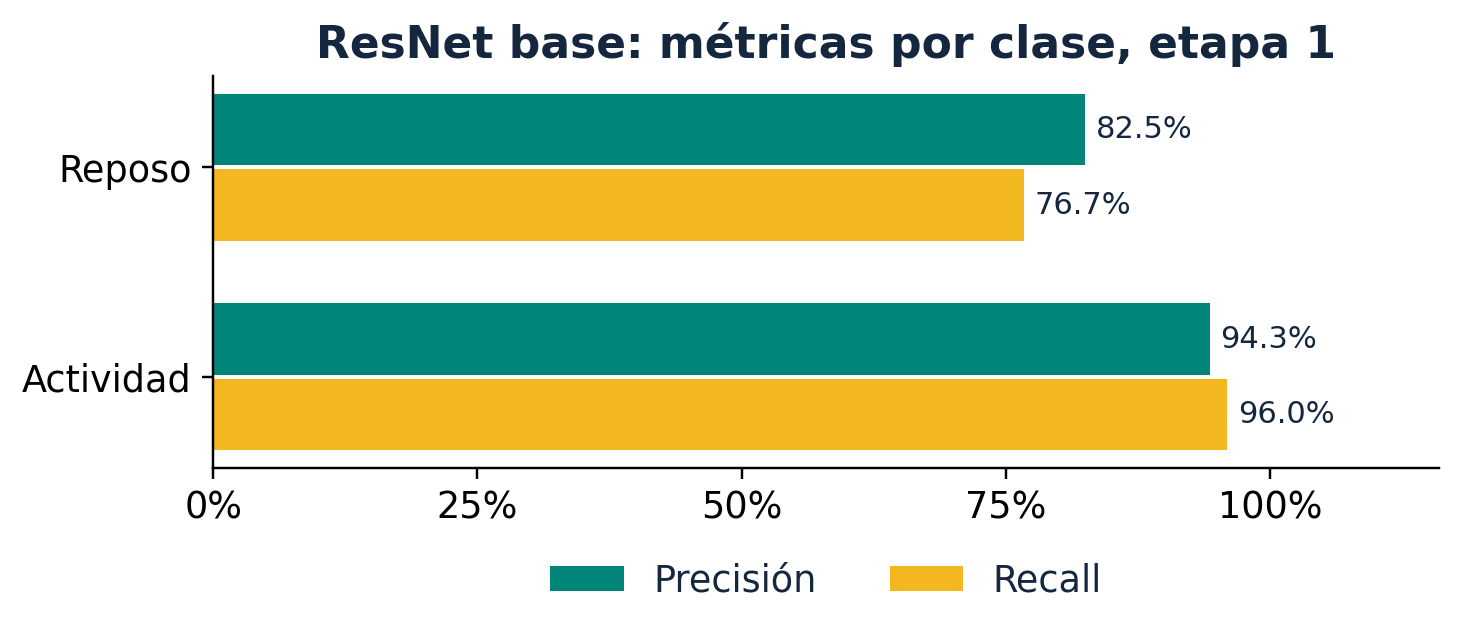 ResNet base: métricas por clase, etapa 1
Reposo
82.5%
76.7%
Actividad
94.3%
96.0%
0% 25% 50% 75% 100%
Precisión Recall